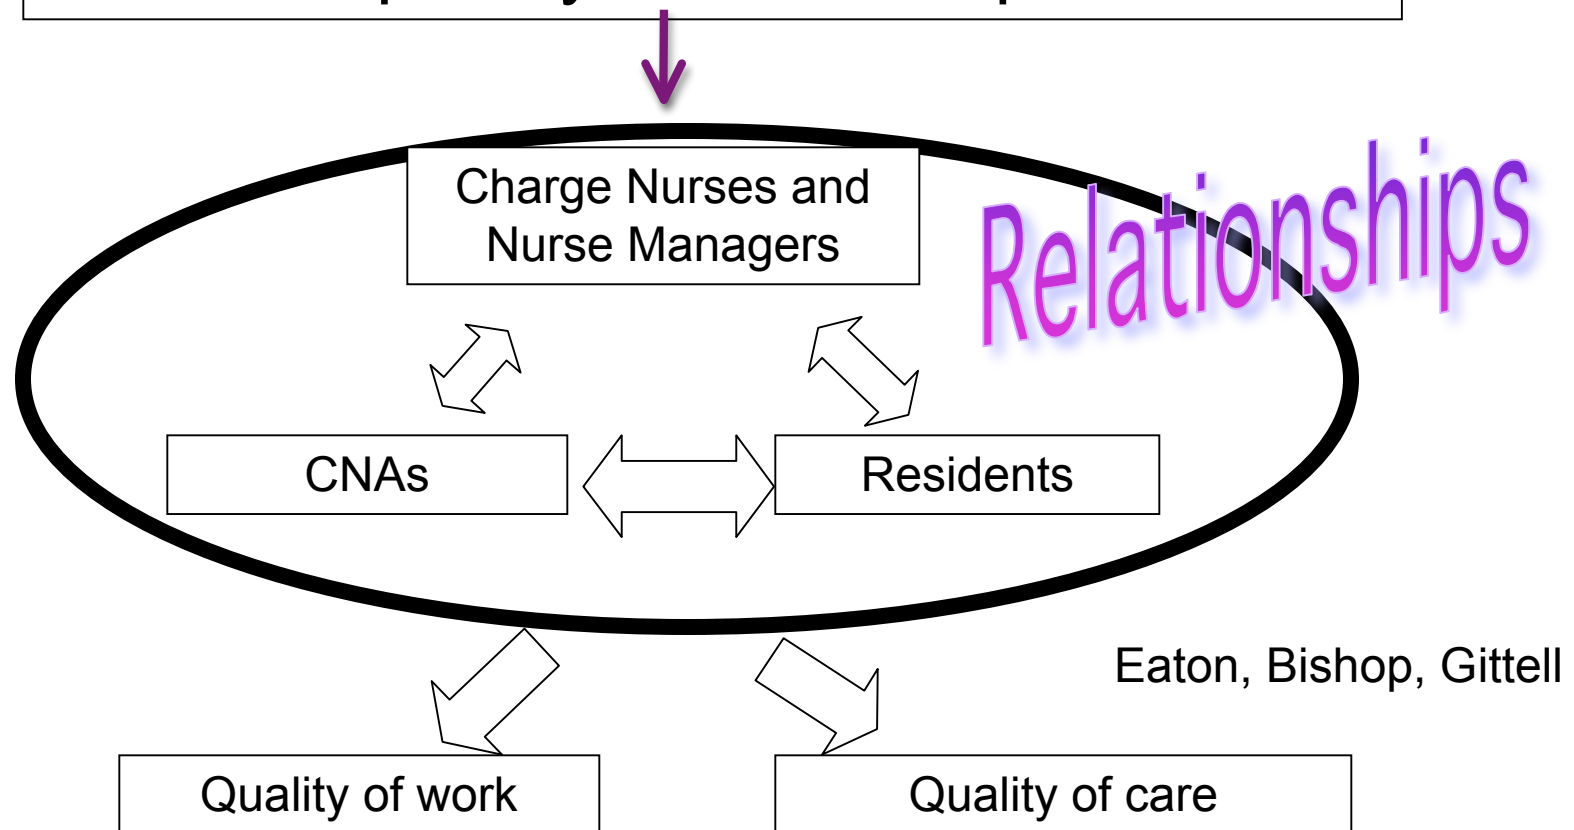 Charge Nurses and
Nurse Managers
Relationships
CNAs
Residents
Eaton, Bishop, Gittell
Quality of work
Quality of care